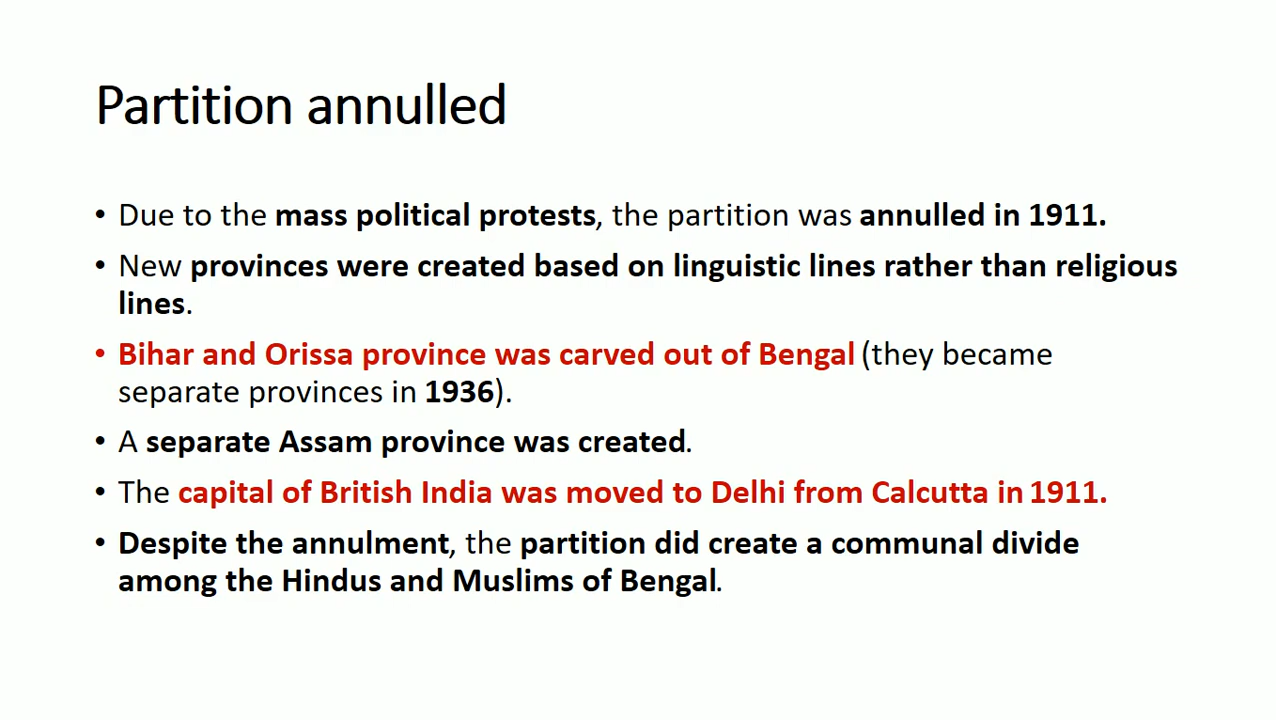 Partition annulled
• Due to the mass political protests, the partition was annulled in 1911.
• New provinces were created based on linguistic lines rather than religious
lines.
• Bihar and Orissa province was carved out of Bengal (they became
separate provinces in 1936).
• A separate Assam province was created.
• The capital of British India was moved to Delhi from Calcutta in 1911.
• Despite the annulment, the partition did create a communal divide
among the Hindus and Muslims of Bengal.